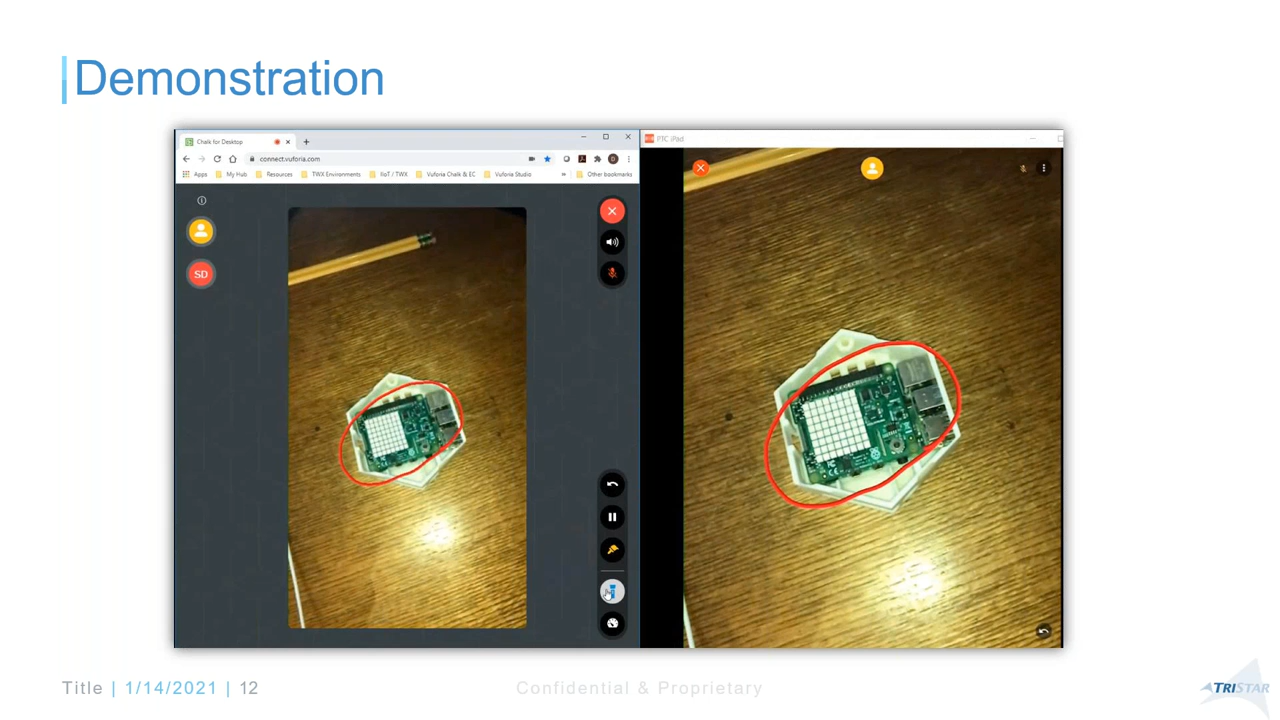 Demonstration
Chalk for Desktop
PTC iPad
connect.vuforia.com
Apps My Hub Resources TWX Environments IIoT / TWX Vuforia Chalk & EC Vuforia Studio » Other bookmarks
SD
Title | 1/14/2021 | 12
Confidential & Proprietary
TRISTAR